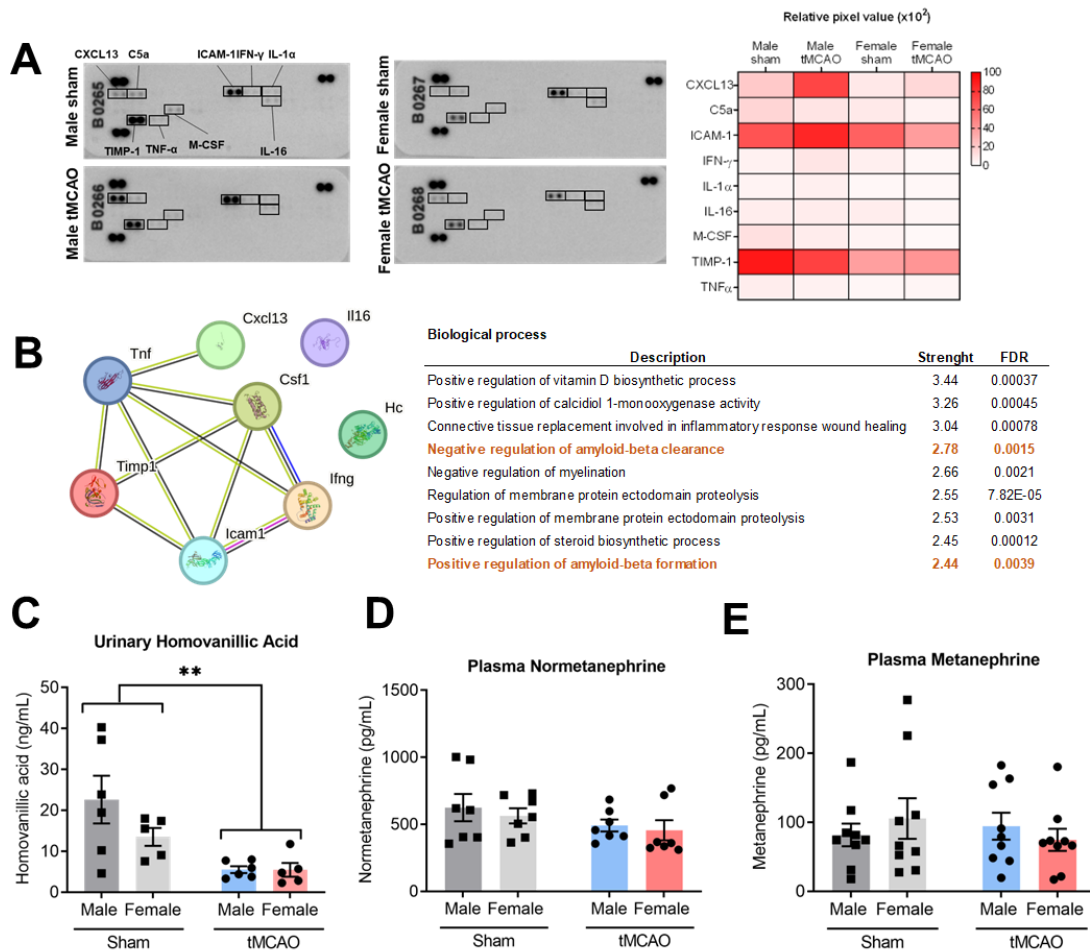 A
Male sham
CXCL13 C5a ICAM-1 IFN-γ IL-1α
B0265
TIMP-1 TNF-α M-CSF IL-16
Female sham
B0267
Male tMCAO
B0266
Female tMCAO
B0268
Relative pixel value (x10²)
Male sham Male tMCAO Female sham Female tMCAO
CXCL13
C5a
ICAM-1
IFN-γ
IL-1α
IL-16
M-CSF
TIMP-1
TNFα
100
80
60
40
20
0
B
Cxcl13
Il16
Tnf
Csf1
Hc
Timp1
Ifng
Icam1
Biological process
Description Strenght FDR
Positive regulation of vitamin D biosynthetic process 3.44 0.00037
Positive regulation of calcidiol 1-monooxygenase activity 3.26 0.00045
Connective tissue replacement involved in inflammatory response wound healing 3.04 0.00078
Negative regulation of amyloid-beta clearance 2.78 0.0015
Negative regulation of myelination 2.66 0.0021
Regulation of membrane protein ectodomain proteolysis 2.55 7.82E-05
Positive regulation of membrane protein ectodomain proteolysis 2.53 0.0031
Positive regulation of steroid biosynthetic process 2.45 0.00012
Positive regulation of amyloid-beta formation 2.44 0.0039
C
Urinary Homovanillic Acid
**
Homovanillic acid (ng/mL)
50
40
30
20
10
0
Male Female Male Female
Sham tMCAO
D
Plasma Normetanephrine
Normetanephrine (pg/mL)
1500
1000
500
0
Male Female Male Female
Sham tMCAO
E
Plasma Metanephrine
Metanephrine (pg/mL)
300
200
100
0
Male Female Male Female
Sham tMCAO